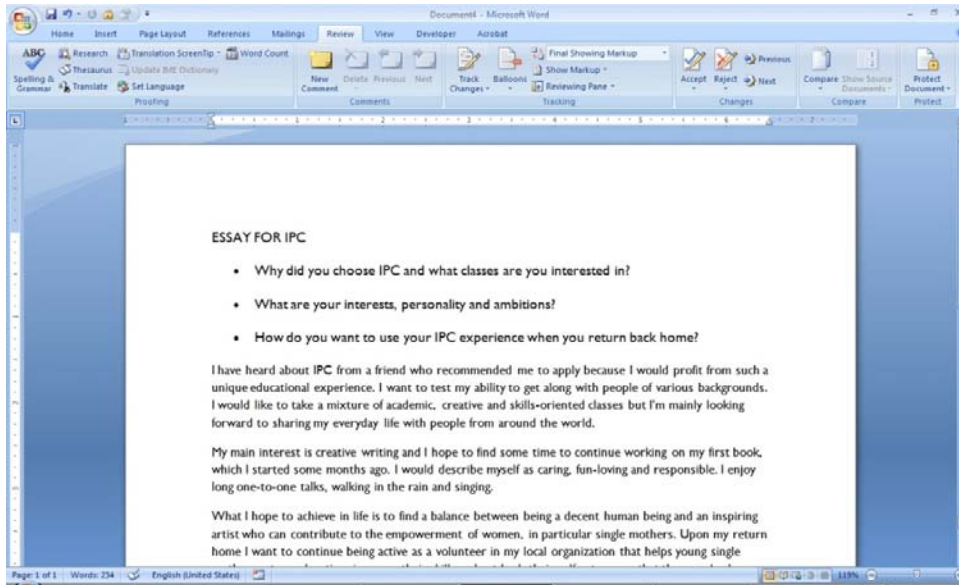 Document4 - Microsoft Word
Home Insert Page Layout References Mailings Review View Developer Acrobat
ABC Research Translation ScreenTip Word Count Final Showing Markup Previous
Spelling & Grammar Thesaurus Update IME Dictionary New Comment Delete Previous Next Track Changes Balloons Show Markup Accept Reject Next Compare Show Source Documents Protect Document
Translate Set Language Reviewing Pane
Proofing Comments Tracking Changes Compare Protect
ESSAY FOR IPC
• Why did you choose IPC and what classes are you interested in?
• What are your interests, personality and ambitions?
• How do you want to use your IPC experience when you return back home?
I have heard about IPC from a friend who recommended me to apply because I would profit from such a
unique educational experience. I want to test my ability to get along with people of various backgrounds.
I would like to take a mixture of academic, creative and skills-oriented classes but I'm mainly looking
forward to sharing my everyday life with people from around the world.
My main interest is creative writing and I hope to find some time to continue working on my first book,
which I started some months ago. I would describe myself as caring, fun-loving and responsible. I enjoy
long one-to-one talks, walking in the rain and singing.
What I hope to achieve in life is to find a balance between being a decent human being and an inspiring
artist who can contribute to the empowerment of women, in particular single mothers. Upon my return
home I want to continue being active as a volunteer in my local organization that helps young single
Page: 1 of 1 Words: 254 English (United States) 119%